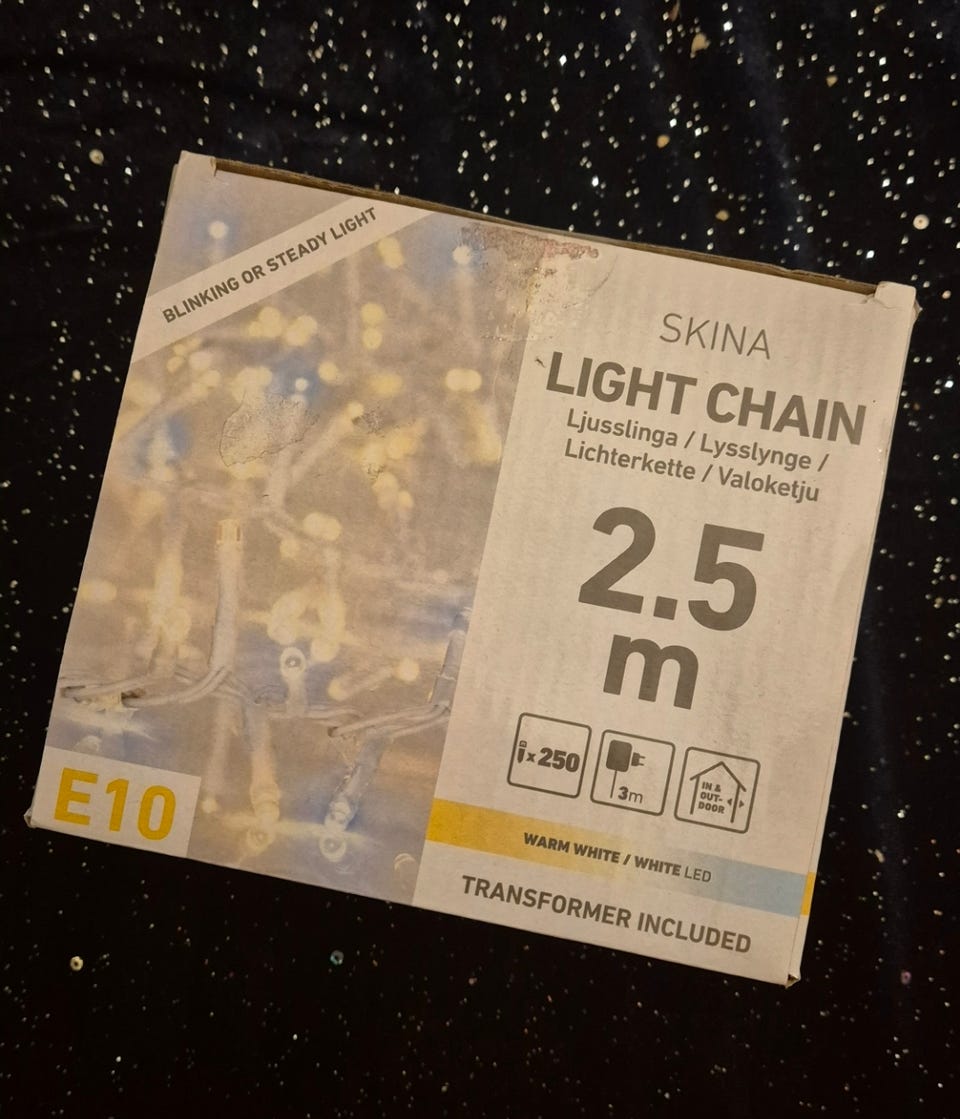 BLINKING OR STEADY LIGHT
SKINA
LIGHT CHAIN
Ljusslinga / Lysslynge /
Lichterkette / Valoketju
2.5
m
x 250
3m
IN &
OUT-
DOOR
E10
WARM WHITE / WHITE LED
TRANSFORMER INCLUDED